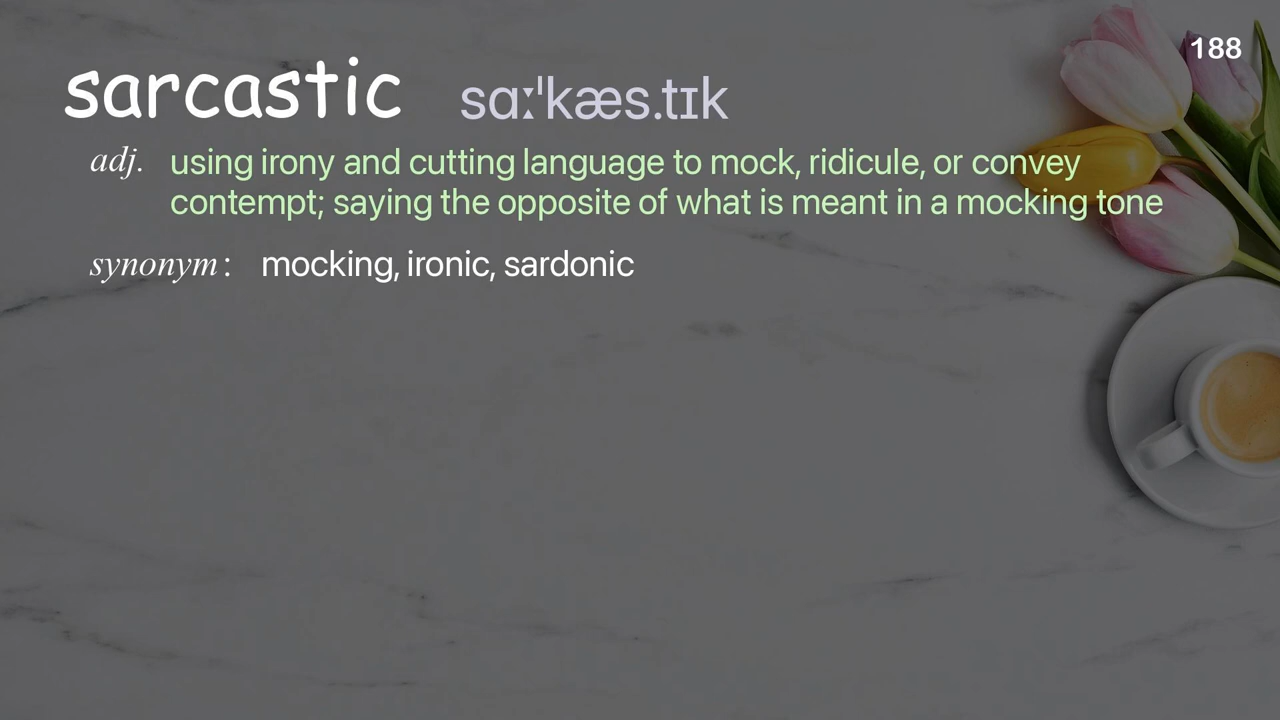 188
sarcastic sɑːˈkæs.tɪk
adj. using irony and cutting language to mock, ridicule, or convey
contempt; saying the opposite of what is meant in a mocking tone
synonym: mocking, ironic, sardonic